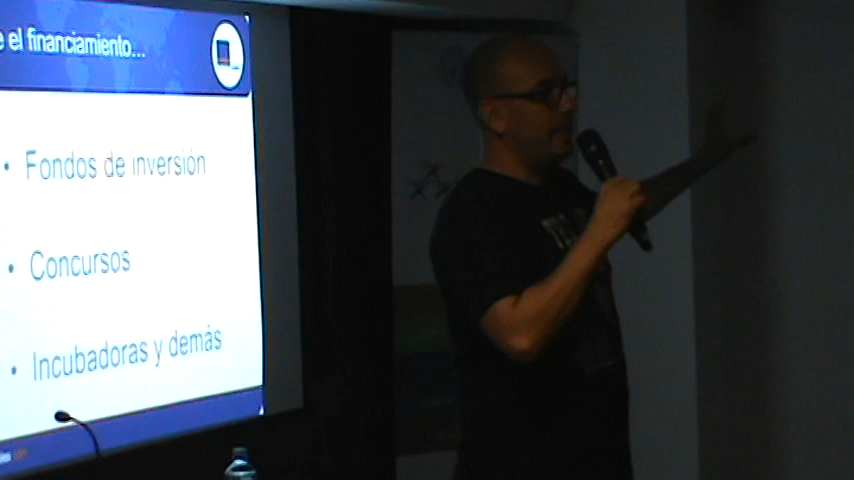 e el financiamiento...
• Fondos de inversión
• Concursos
• Incubadoras y demás